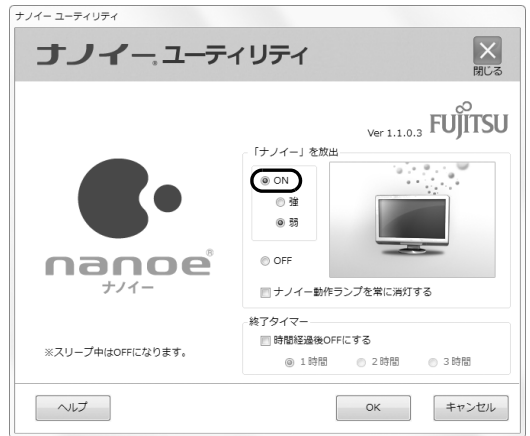 ナノイー ユーティリティ
ナノイー. ユーティリティ
閉じる
Ver 1.1.0.3 FUJITSU
「ナノイー」を放出
ON
強
弱
OFF
ナノイー動作ランプを常に消灯する
nanoe®
ナノイー
※スリープ中はOFFになります。
終了タイマー
時間経過後OFFにする
1時間 2時間 3時間
ヘルプ OK キャンセル